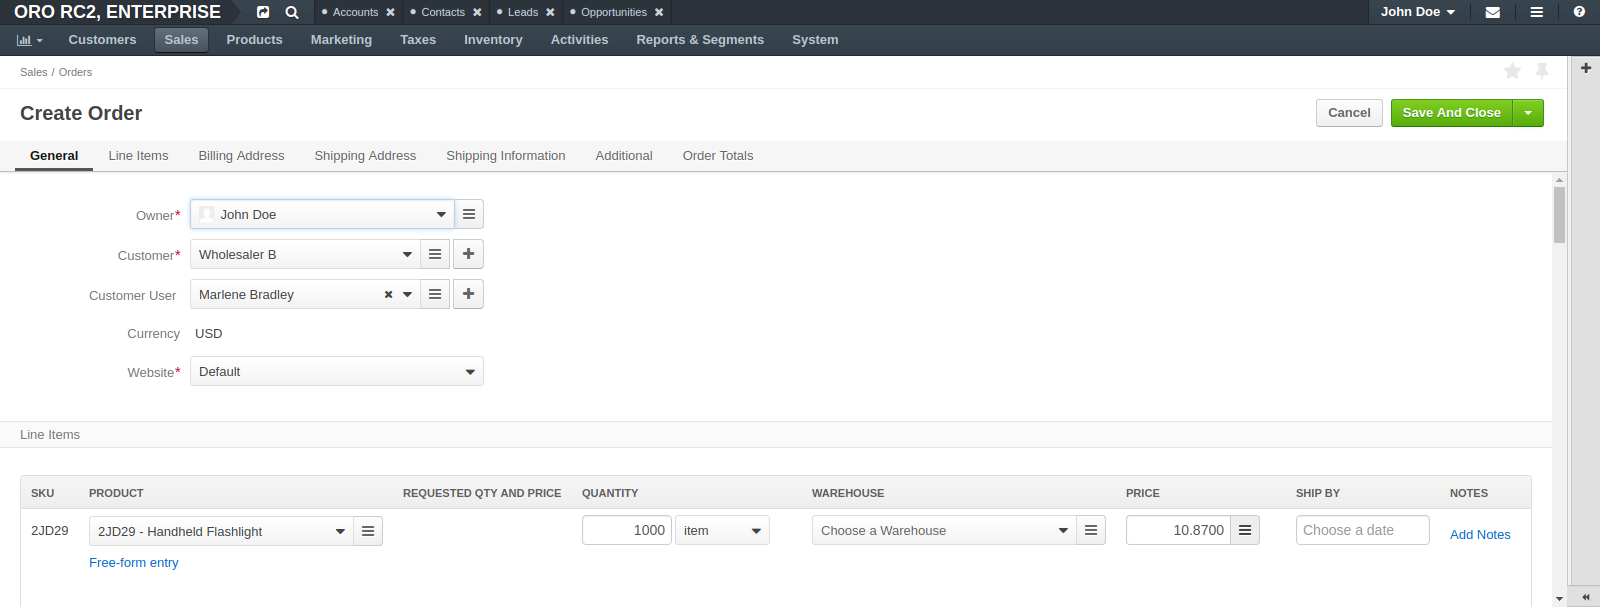 ORO RC2, ENTERPRISE Accounts Contacts Leads Opportunities John Doe
Customers Sales Products Marketing Taxes Inventory Activities Reports & Segments System
Sales / Orders
Create Order Cancel Save And Close
General Line Items Billing Address Shipping Address Shipping Information Additional Order Totals
Owner* John Doe
Customer* Wholesaler B
Customer User Marlene Bradley
Currency USD
Website* Default
Line Items
SKU PRODUCT REQUESTED QTY AND PRICE QUANTITY WAREHOUSE PRICE SHIP BY NOTES
2JD29 2JD29 - Handheld Flashlight 1000 item Choose a Warehouse 10.8700 Choose a date Add Notes
Free-form entry